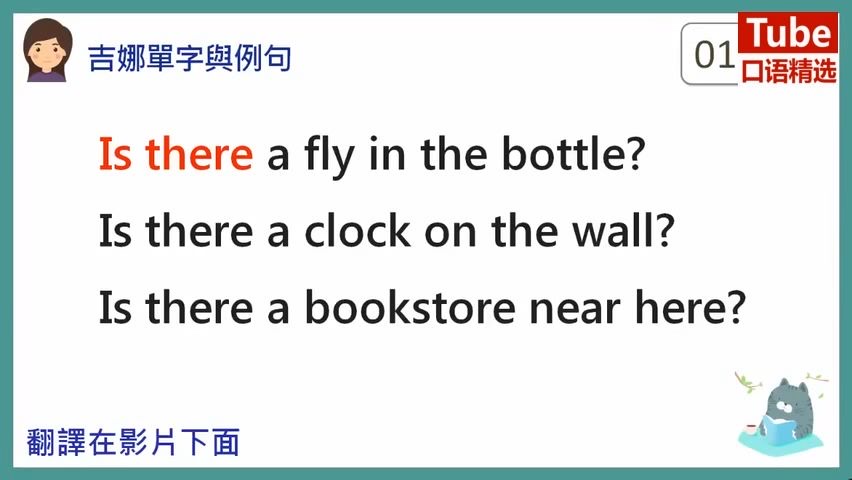 吉娜單字與例句
01
Tube
口语精选
Is there a fly in the bottle?
Is there a clock on the wall?
Is there a bookstore near here?
翻譯在影片下面